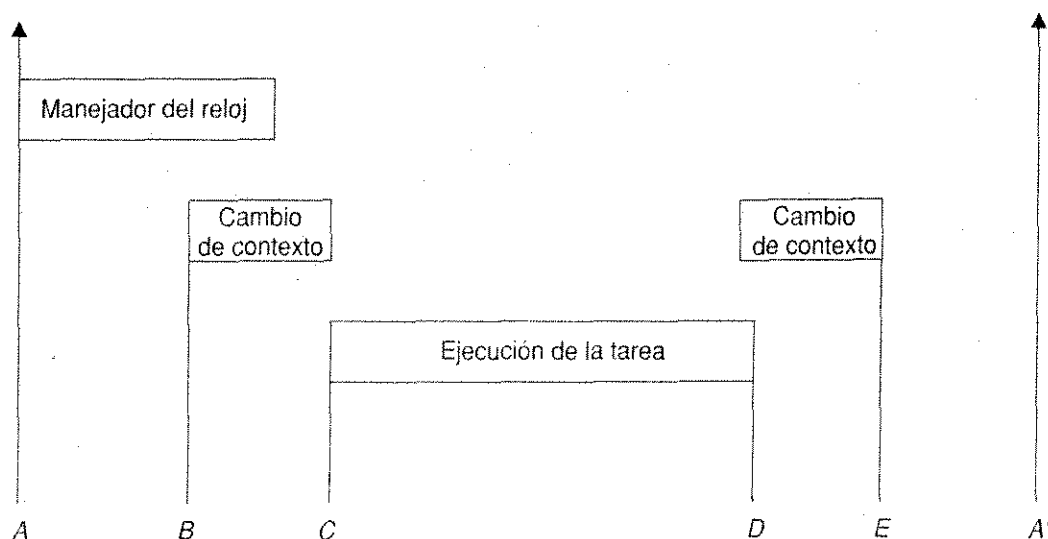 Manejador del reloj
Cambio
de contexto
Cambio
de contexto
Ejecución de la tarea
A B C D E A'